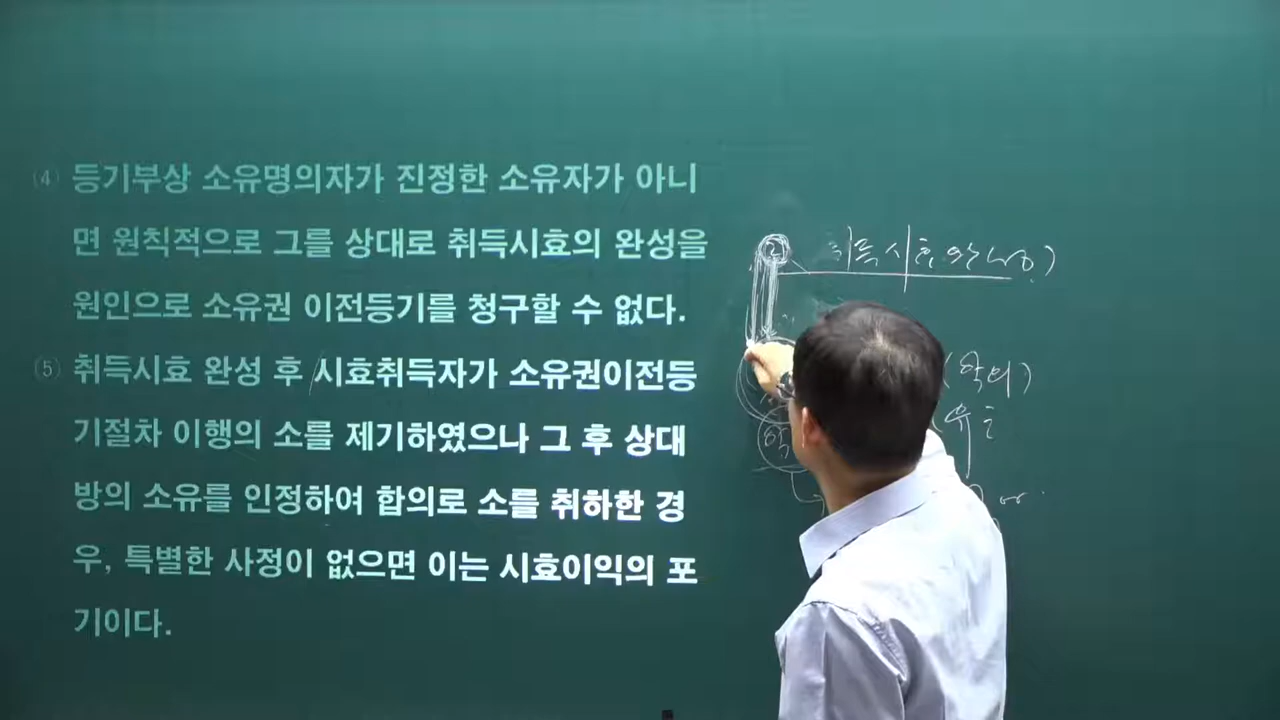 (4) 등기부상 소유명의자가 진정한 소유자가 아니
면 원칙적으로 그를 상대로 취득시효의 완성을
원인으로 소유권 이전등기를 청구할 수 없다.
(5) 취득시효 완성 후 시효취득자가 소유권이전등
기절차 이행의 소를 제기하였으나 그 후 상대
방의 소유를 인정하여 합의로 소를 취하한 경
우, 특별한 사정이 없으면 이는 시효이익의 포
기이다.
취득시효